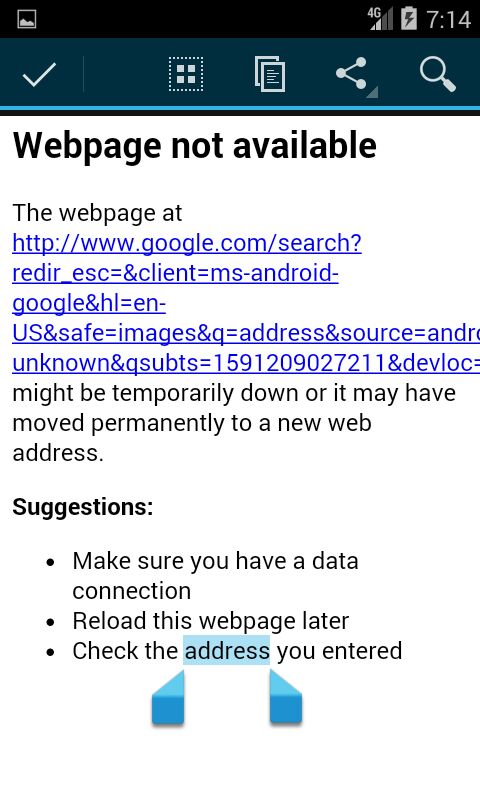 4G 7:14
Webpage not available
The webpage at
http://www.google.com/search?
redir_esc=&client=ms-android-
google&hl=en-
US&safe=images&q=address&source=andro
unknown&qsubts=1591209027211&devloc=
might be temporarily down or it may have
moved permanently to a new web
address.
Suggestions:
• Make sure you have a data
connection
• Reload this webpage later
• Check the address you entered